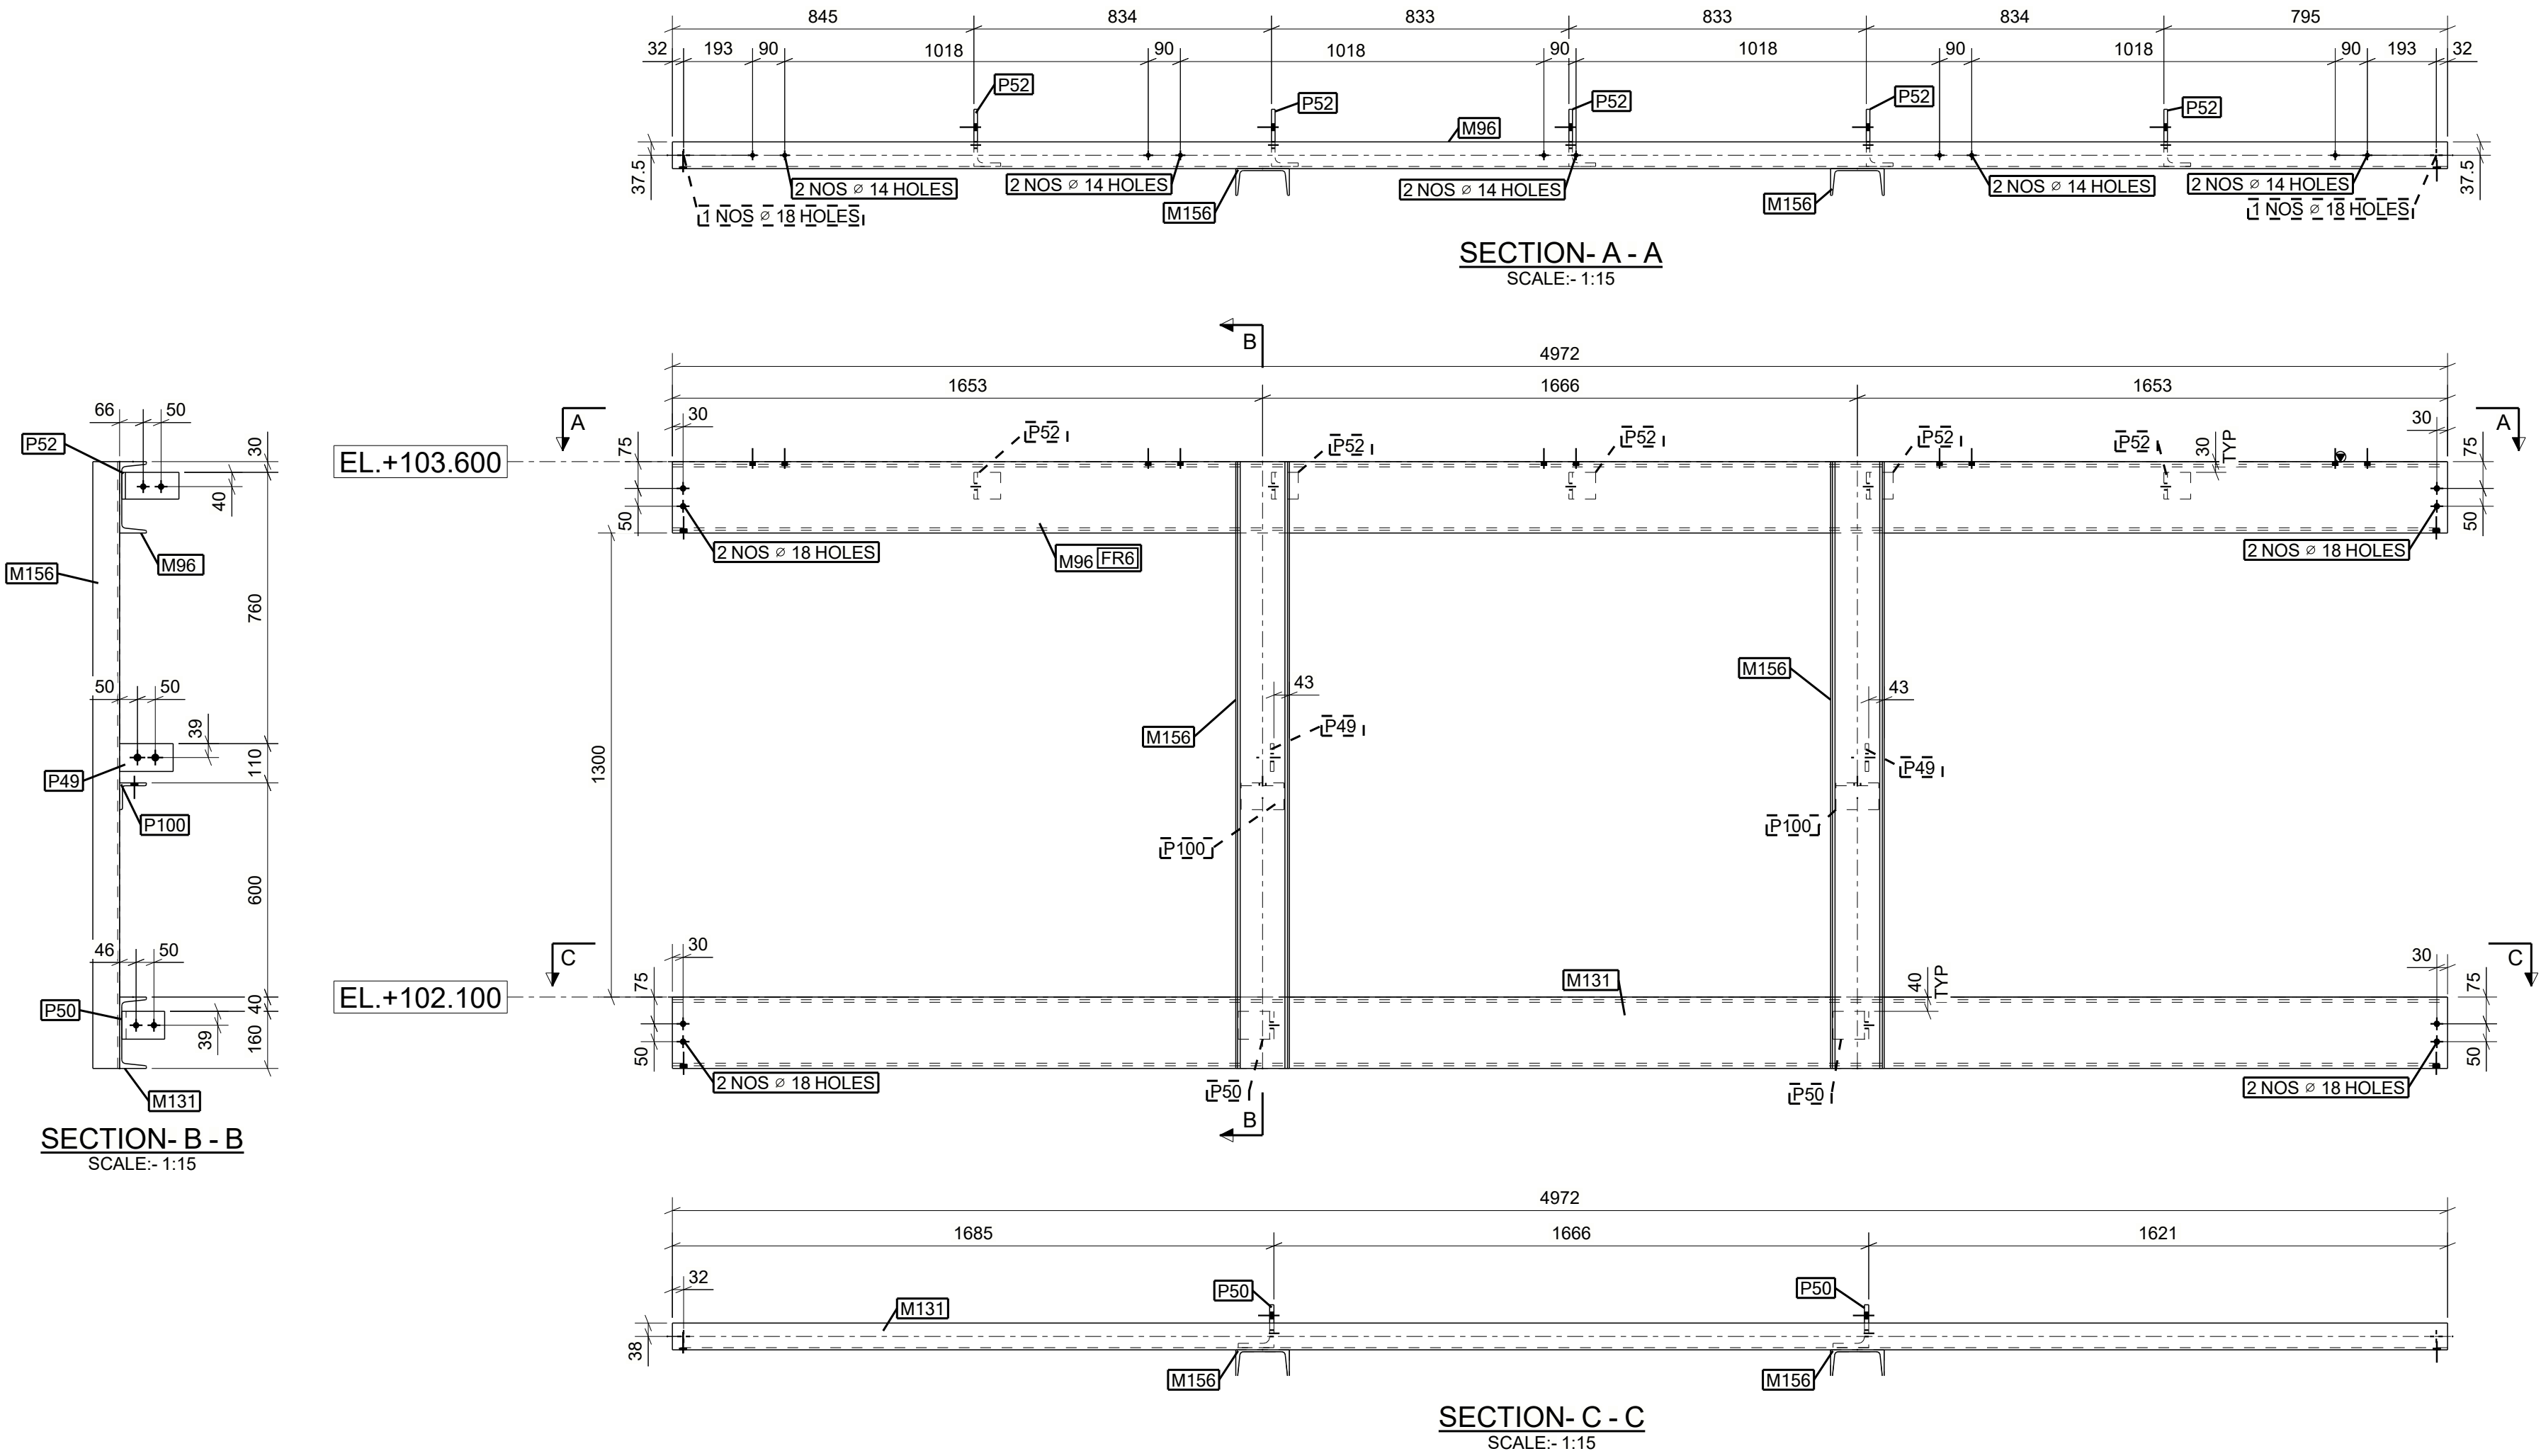 845 834 833 833 834 795
32 193 90 1018 90 1018 90 1018 90 1018 90 193 32
P52 P52 P52 P52 P52
M96
37.5 37.5
2 NOS ⌀ 14 HOLES 2 NOS ⌀ 14 HOLES 2 NOS ⌀ 14 HOLES 2 NOS ⌀ 14 HOLES 2 NOS ⌀ 14 HOLES
1 NOS ⌀ 18 HOLES M156 M156 1 NOS ⌀ 18 HOLES
SECTION- A - A
SCALE:- 1:15
B
4972
1653 1666 1653
A A
30 30
75 P52 P52 P52 P52 P52 30 TYP 75
EL.+103.600
50 50
2 NOS ⌀ 18 HOLES M96 FR6 2 NOS ⌀ 18 HOLES
1300
M156 M156
43 43
P49 P49
P100 P100
C C
30 30
75 M131 40 TYP 75
EL.+102.100
50 50
2 NOS ⌀ 18 HOLES P50 P50 2 NOS ⌀ 18 HOLES
B
66 50
P52 30
40
M96
M156
760
50 50
39
P49 110
P100
600
46 50
P50 40
39 160
M131
SECTION- B - B
SCALE:- 1:15
4972
1685 1666 1621
32 P50 P50
M131
38
M156 M156
SECTION- C - C
SCALE:- 1:15